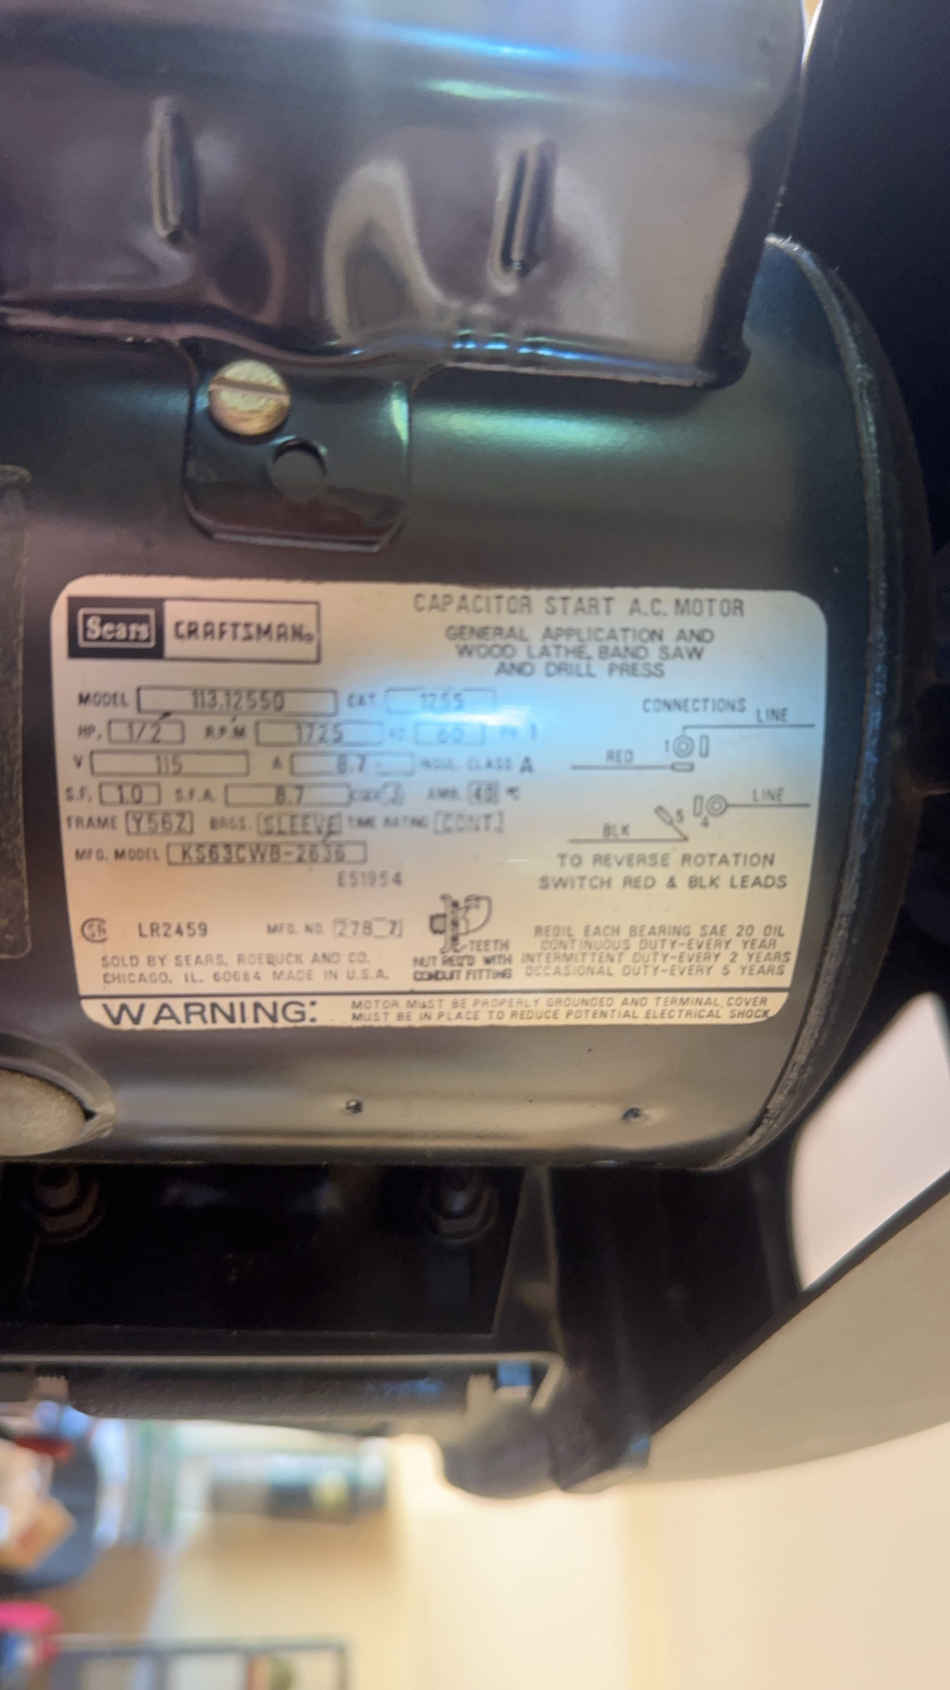 Sears CRAFTSMAN®
CAPACITOR START A.C. MOTOR
GENERAL APPLICATION AND
WOOD LATHE, BAND SAW
AND DRILL PRESS
MODEL 113.12550 CAT. 1255
HP. 1/2 R.P.M 1725 HZ 60 PH 1
V 115 A 8.7 INSUL CLASS A
S.F. 1.0 S.F.A. 8.7 CODE AMB. 40 °C
FRAME Y56Z BRGS. SLEEVE TIME RATING CONT.
MFG. MODEL KS63CWB-2636
E51954
CONNECTIONS
LINE
RED 1
5
LINE
4
BLK
TO REVERSE ROTATION
SWITCH RED & BLK LEADS
SA LR2459 MFG. NO. 278 7
SOLD BY SEARS, ROEBUCK AND CO.
CHICAGO, IL. 60684 MADE IN U.S.A.
TEETH
NUT REQ'D WITH
CONDUIT FITTING
REOIL EACH BEARING SAE 20 OIL
CONTINUOUS DUTY-EVERY YEAR
INTERMITTENT DUTY-EVERY 2 YEARS
OCCASIONAL DUTY-EVERY 5 YEARS
WARNING: MOTOR MUST BE PROPERLY GROUNDED AND TERMINAL COVER
MUST BE IN PLACE TO REDUCE POTENTIAL ELECTRICAL SHOCK